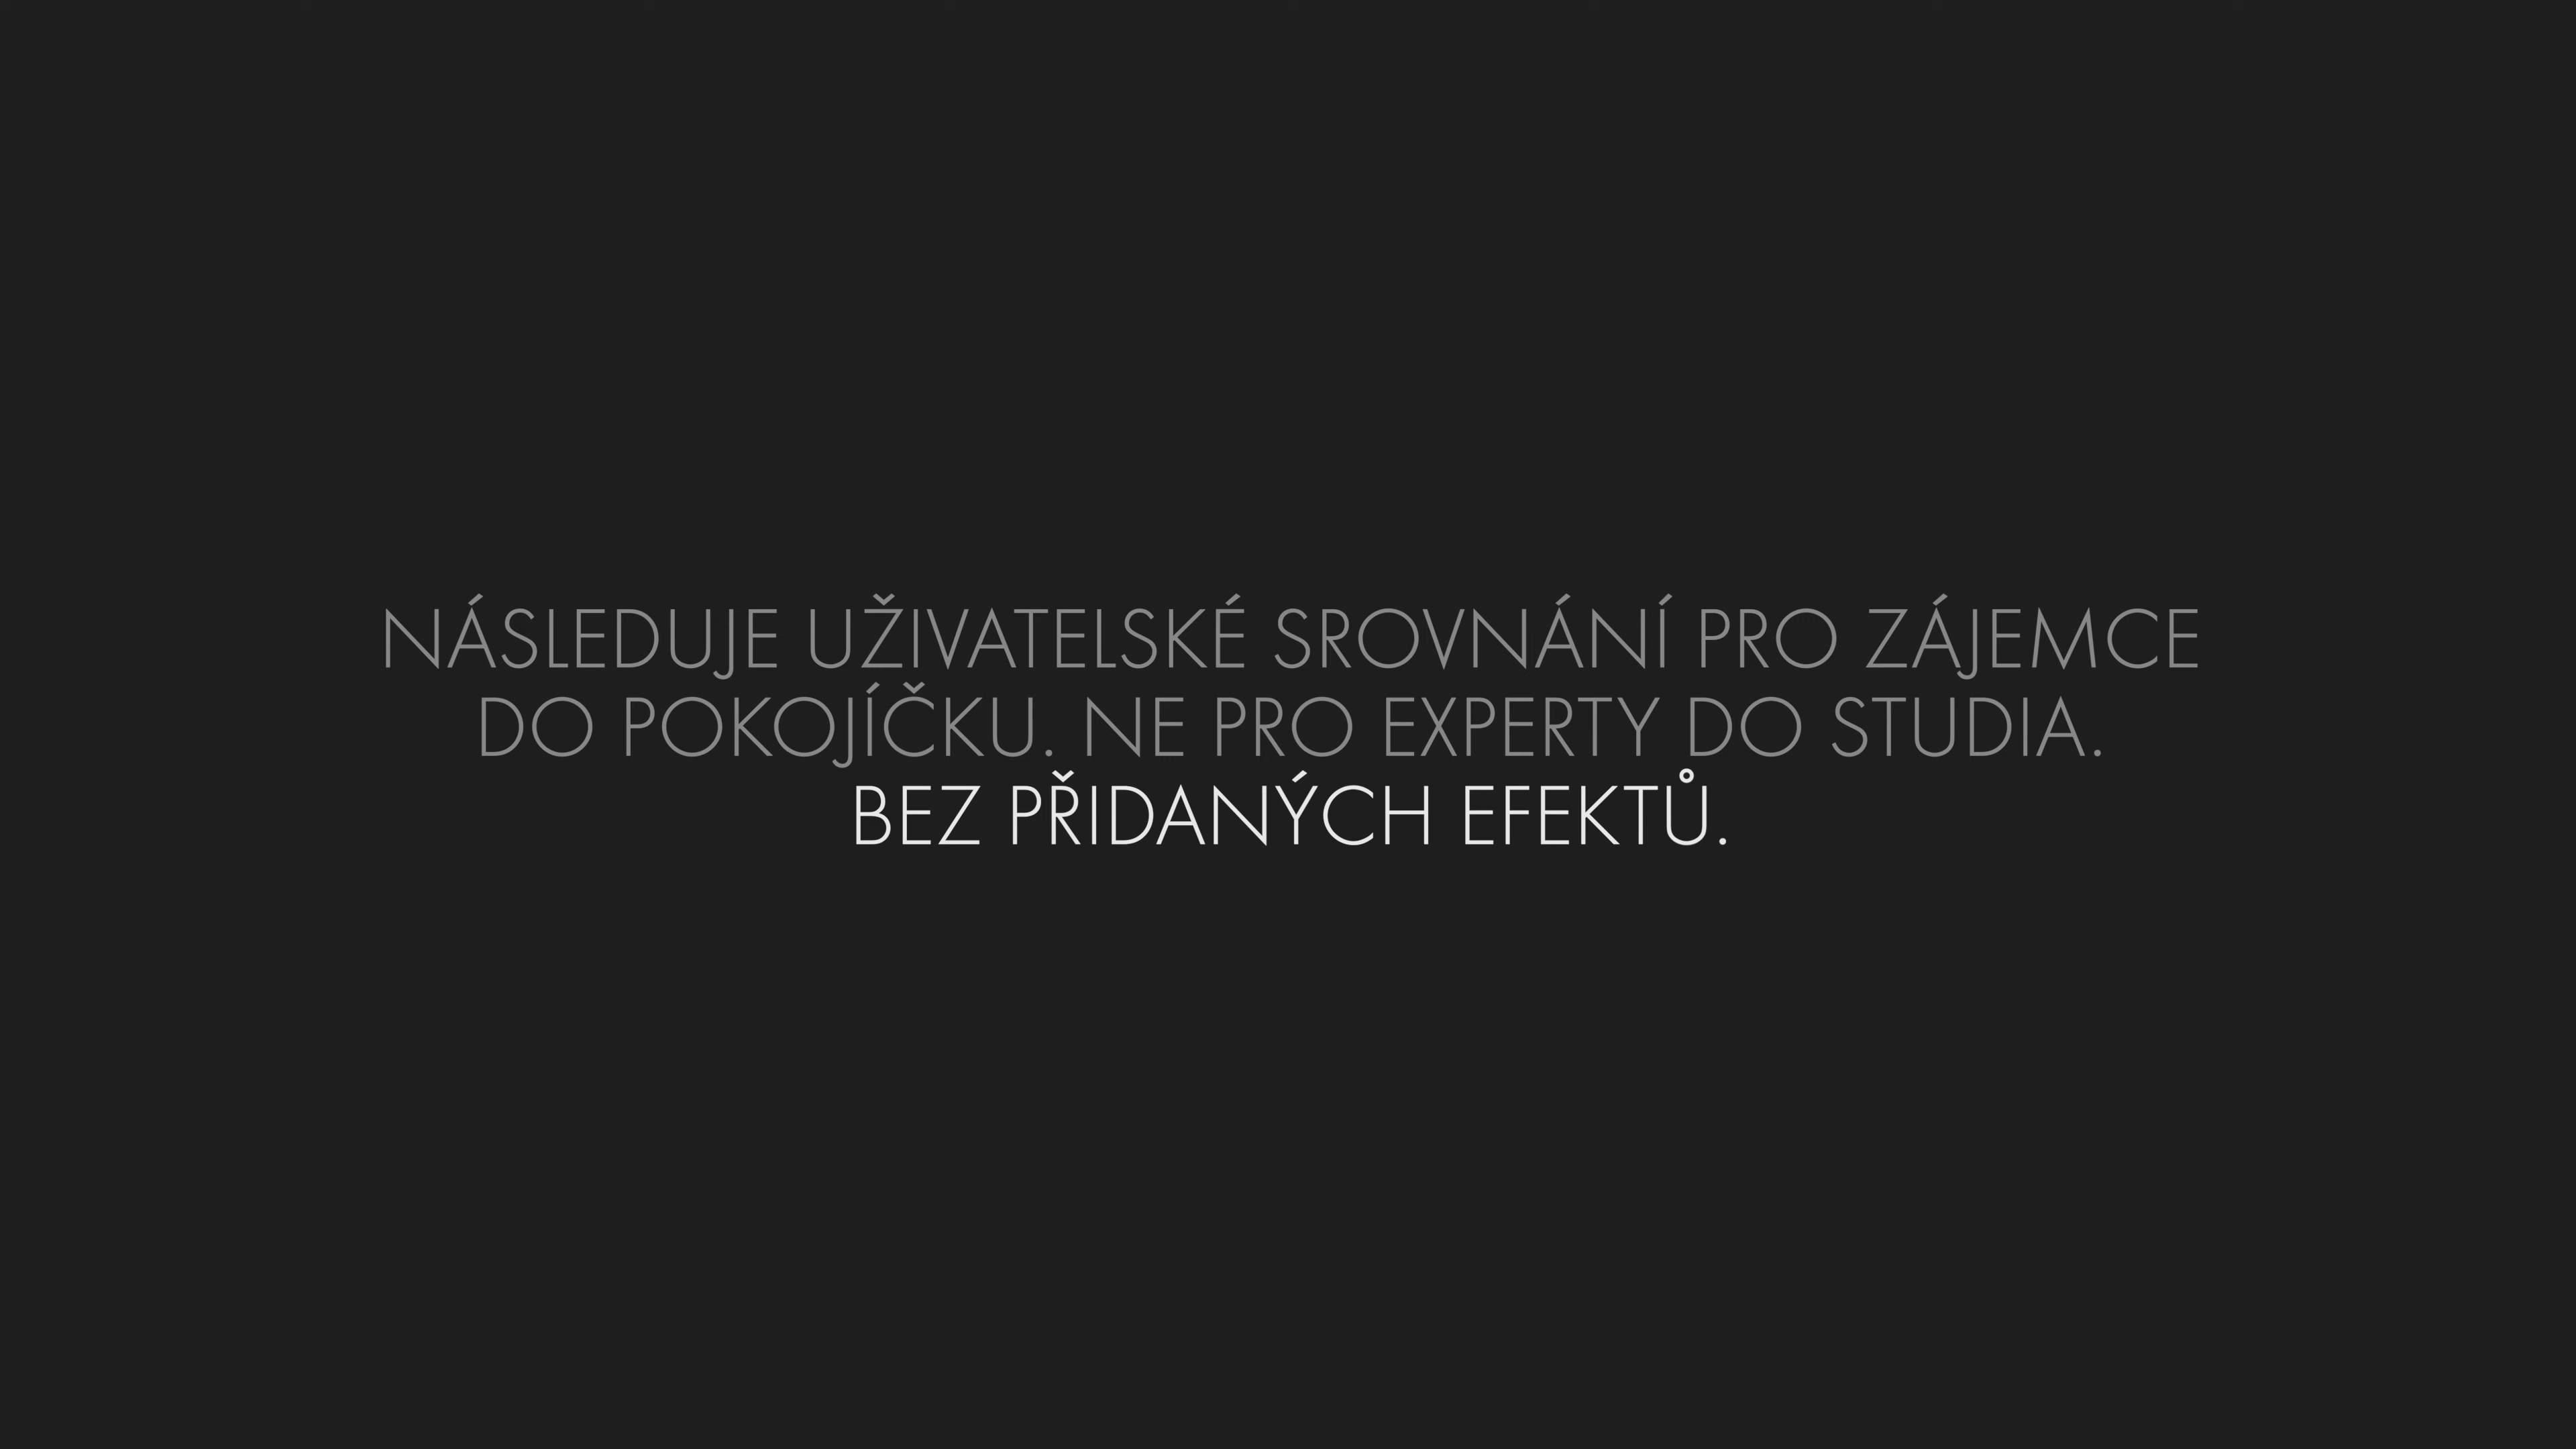 NÁSLEDUJE UŽIVATELSKÉ SROVNÁNÍ PRO ZÁJEMCE
DO POKOJÍČKU. NE PRO EXPERTY DO STUDIA.
BEZ PŘIDANÝCH EFEKTŮ.